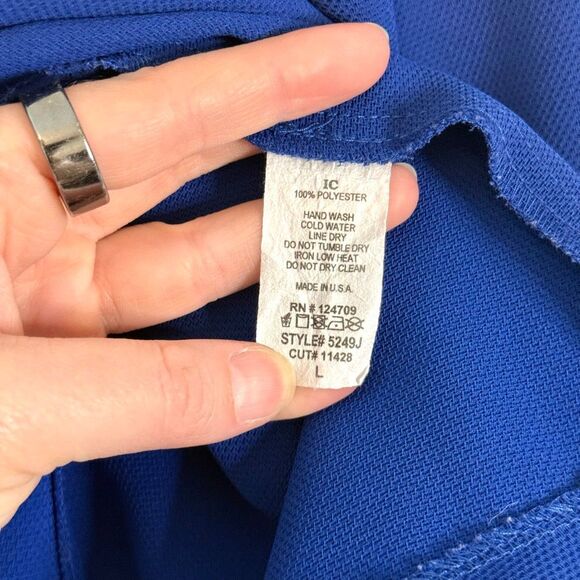 IC
100% POLYESTER
HAND WASH
COLD WATER
LINE DRY
DO NOT TUMBLE DRY
IRON LOW HEAT
DO NOT DRY CLEAN
MADE IN U.S.A.
RN # 124709
STYLE# 5249J
CUT# 11428
L